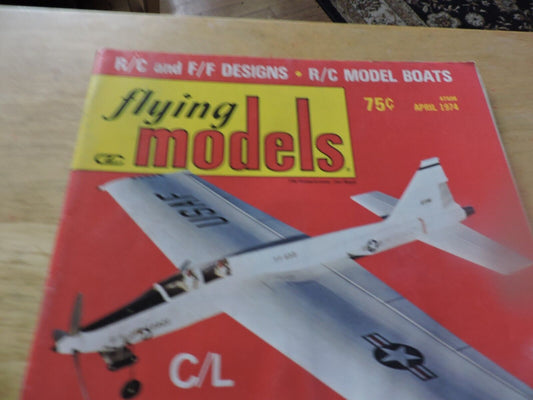 R/C and F/F DESIGNS • R/C MODEL BOATS
flying
models
75¢
APRIL 1974
USAF
C/L